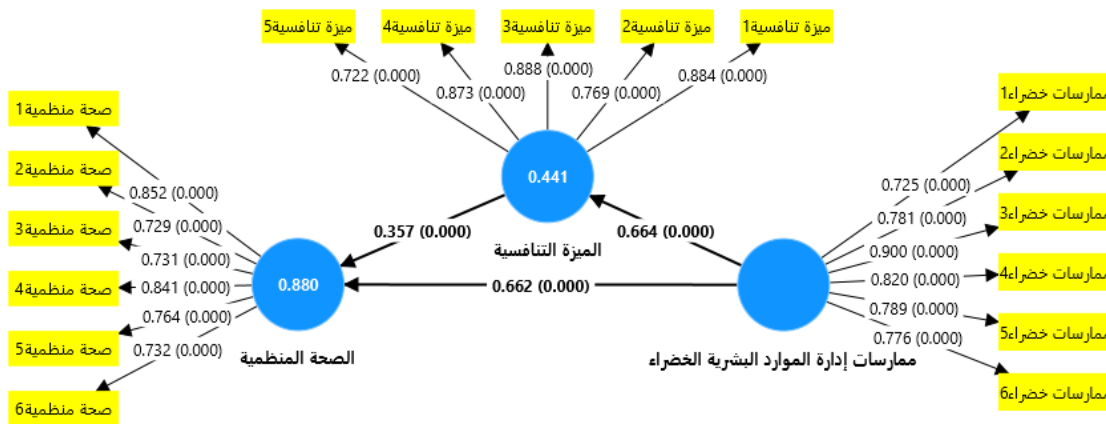 ميزة تنافسية5
ميزة تنافسية4
ميزة تنافسية3
ميزة تنافسية2
ميزة تنافسية1
0.722 (0.000)
0.873 (0.000)
0.888 (0.000)
0.769 (0.000)
0.884 (0.000)
صحة منظمية1
صحة منظمية2
صحة منظمية3
صحة منظمية4
صحة منظمية5
صحة منظمية6
0.852 (0.000)
0.729 (0.000)
0.731 (0.000)
0.841 (0.000)
0.764 (0.000)
0.732 (0.000)
0.441
0.357 (0.000)
0.664 (0.000)
الميزة التنافسية
0.880
0.662 (0.000)
الصحة المنظمية
ممارسات إدارة الموارد البشرية الخضراء
0.725 (0.000)
0.781 (0.000)
0.900 (0.000)
0.820 (0.000)
0.789 (0.000)
0.776 (0.000)
ممارسات خضراء1
ممارسات خضراء2
ممارسات خضراء3
ممارسات خضراء4
ممارسات خضراء5
ممارسات خضراء6